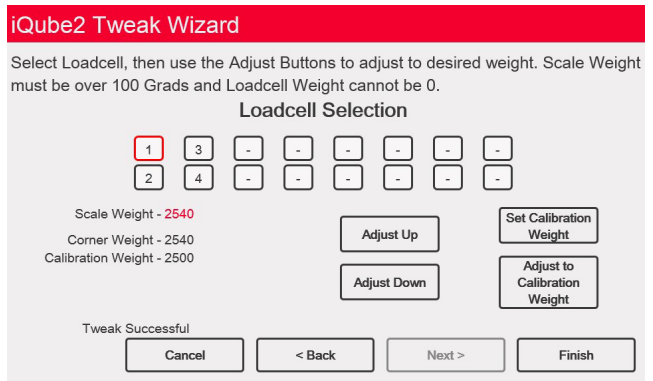 iQube2 Tweak Wizard
Select Loadcell, then use the Adjust Buttons to adjust to desired weight. Scale Weight
must be over 100 Grads and Loadcell Weight cannot be 0.
Loadcell Selection
1 3 - - - - - -
2 4 - - - - - -
Scale Weight - 2540
Corner Weight - 2540
Calibration Weight - 2500
Adjust Up
Adjust Down
Set Calibration
Weight
Adjust to
Calibration
Weight
Tweak Successful
Cancel
< Back
Next >
Finish